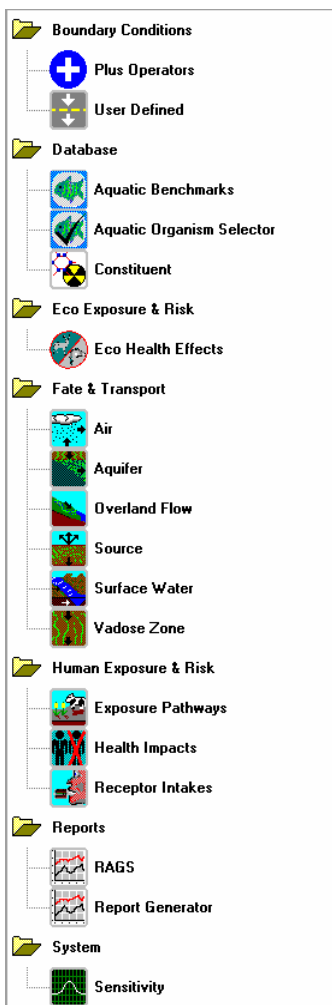 Boundary Conditions
Plus Operators
User Defined
Database
Aquatic Benchmarks
Aquatic Organism Selector
Constituent
Eco Exposure & Risk
Eco Health Effects
Fate & Transport
Air
Aquifer
Overland Flow
Source
Surface Water
Vadose Zone
Human Exposure & Risk
Exposure Pathways
Health Impacts
Receptor Intakes
Reports
RAGS
Report Generator
System
Sensitivity